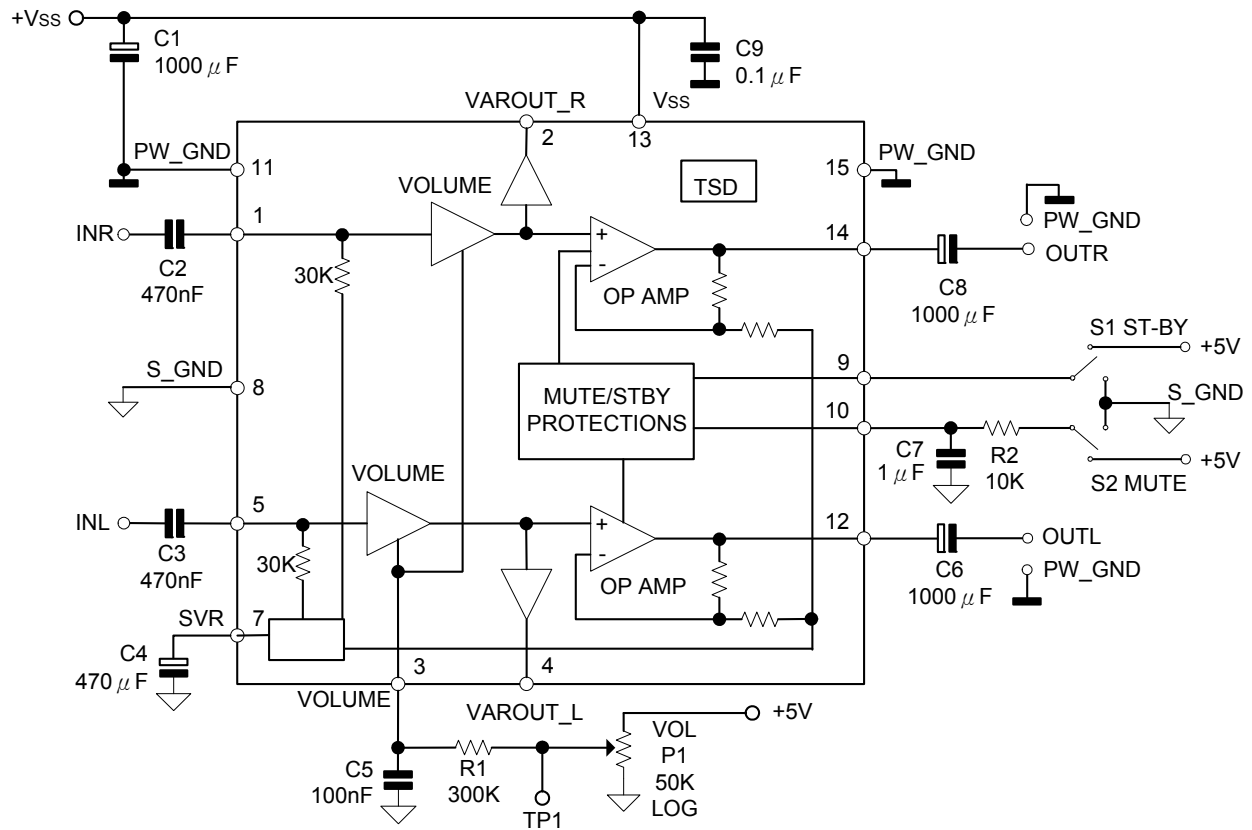 +Vss
C1
1000 μF
C9
0.1 μF
VAROUT_R
Vss
2
13
PW_GND
11
15
PW_GND
TSD
VOLUME
PW_GND
INR
1
+
-
14
OUTR
C2
470nF
30K
OP AMP
C8
1000 μF
S1 ST-BY
+5V
S_GND
8
9
MUTE/STBY
PROTECTIONS
S_GND
10
C7
1 μF
R2
10K
+5V
S2 MUTE
VOLUME
INL
5
+
-
12
OUTL
C3
470nF
30K
OP AMP
C6
1000 μF
PW_GND
SVR
7
C4
470 μF
3
4
VOLUME
VAROUT_L
+5V
VOL
P1
50K
LOG
C5
100nF
R1
300K
TP1